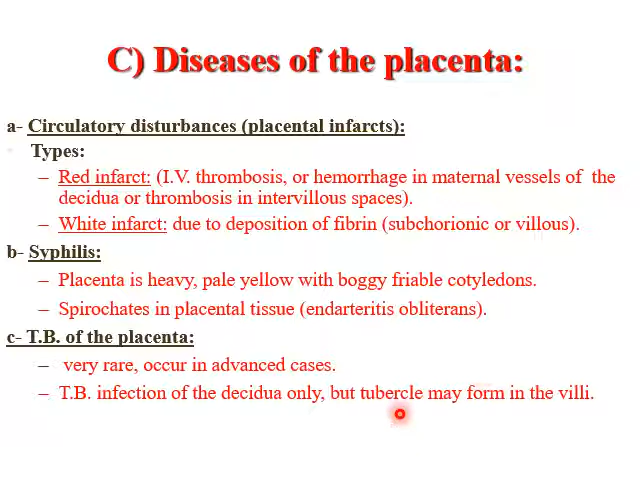 C) Diseases of the placenta:
a- Circulatory disturbances (placental infarcts):
Types:
– Red infarct: (I.V. thrombosis, or hemorrhage in maternal vessels of the
decidua or thrombosis in intervillous spaces).
– White infarct: due to deposition of fibrin (subchorionic or villous).
b- Syphilis:
– Placenta is heavy, pale yellow with boggy friable cotyledons.
– Spirochates in placental tissue (endarteritis obliterans).
c- T.B. of the placenta:
– very rare, occur in advanced cases.
– T.B. infection of the decidua only, but tubercle may form in the villi.